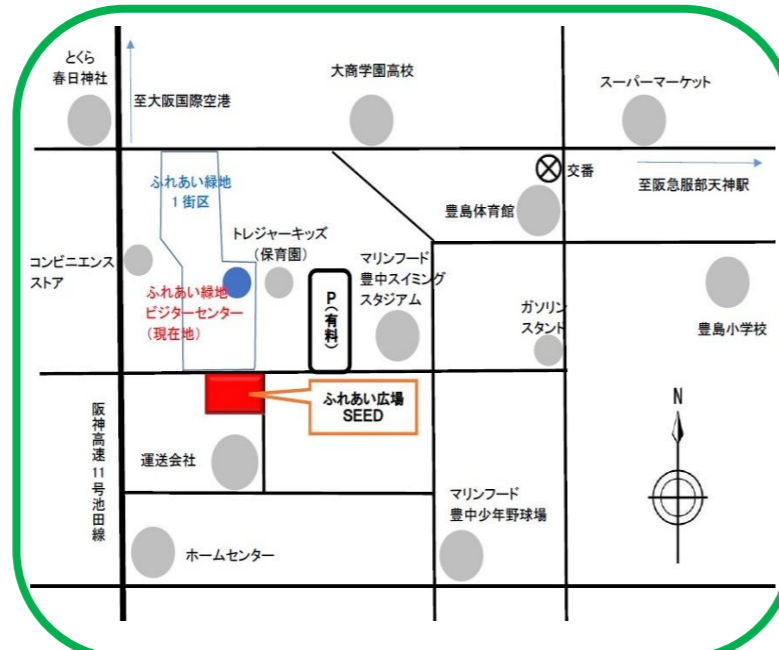 とくら
春日神社
至大阪国際空港
大商学園高校
スーパーマーケット
交番
至阪急服部天神駅
ふれあい緑地
1街区
豊島体育館
トレジャーキッズ
(保育園)
コンビニエンス
ストア
マリンフード
豊中スイミング
スタジアム
ふれあい緑地
ビジターセンター
(現在地)
P(有料)
ガソリン
スタンド
豊島小学校
ふれあい広場
SEED
N
阪神高速11号池田線
運送会社
マリンフード
豊中少年野球場
ホームセンター